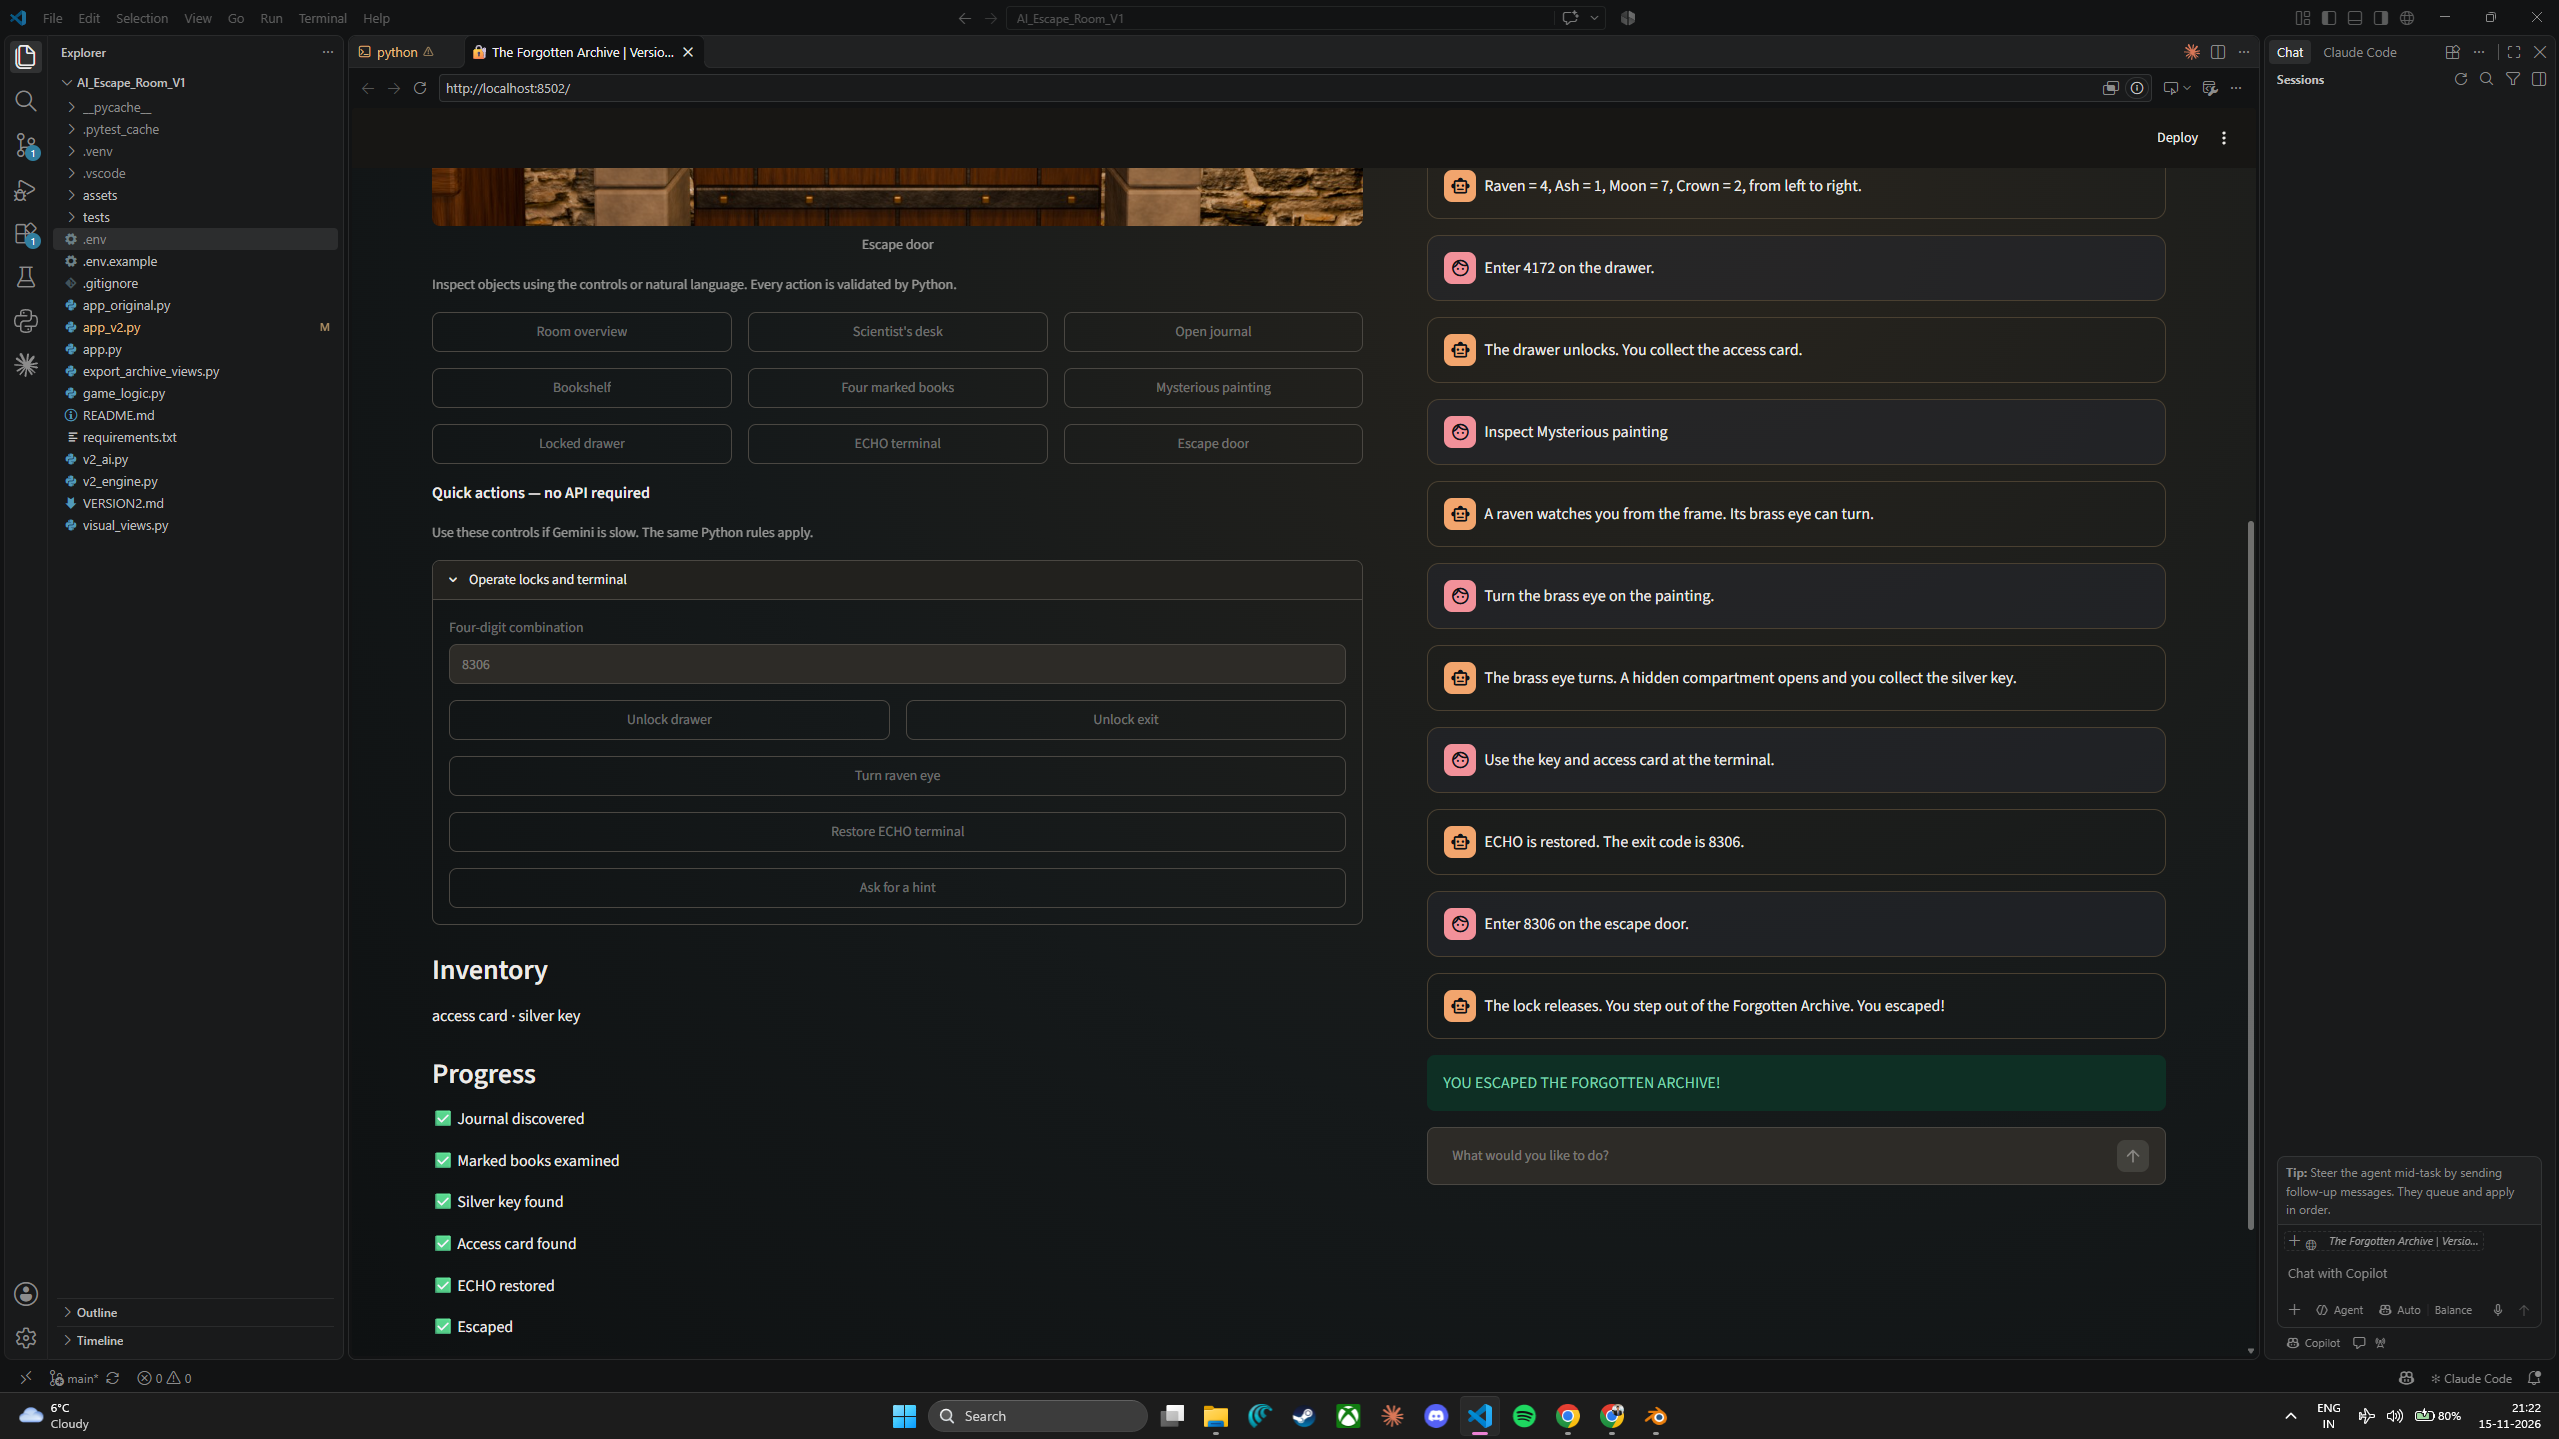 File Edit Selection View Go Run Terminal Help
AI_Escape_Room_V1
Explorer
AI_Escape_Room_V1
__pycache__
.pytest_cache
.venv
.vscode
assets
tests
.env
.env.example
.gitignore
app_original.py
app_v2.py M
app.py
export_archive_views.py
game_logic.py
README.md
requirements.txt
v2_ai.py
v2_engine.py
VERSION2.md
visual_views.py
Outline
Timeline
1
1
python
The Forgotten Archive | Versio...
http://localhost:8502/
Deploy
Escape door
Inspect objects using the controls or natural language. Every action is validated by Python.
Room overview
Scientist's desk
Open journal
Bookshelf
Four marked books
Mysterious painting
Locked drawer
ECHO terminal
Escape door
Quick actions — no API required
Use these controls if Gemini is slow. The same Python rules apply.
Operate locks and terminal
Four-digit combination
8306
Unlock drawer
Unlock exit
Turn raven eye
Restore ECHO terminal
Ask for a hint
Inventory
access card · silver key
Progress
Journal discovered
Marked books examined
Silver key found
Access card found
ECHO restored
Escaped
Raven = 4, Ash = 1, Moon = 7, Crown = 2, from left to right.
Enter 4172 on the drawer.
The drawer unlocks. You collect the access card.
Inspect Mysterious painting
A raven watches you from the frame. Its brass eye can turn.
Turn the brass eye on the painting.
The brass eye turns. A hidden compartment opens and you collect the silver key.
Use the key and access card at the terminal.
ECHO is restored. The exit code is 8306.
Enter 8306 on the escape door.
The lock releases. You step out of the Forgotten Archive. You escaped!
YOU ESCAPED THE FORGOTTEN ARCHIVE!
What would you like to do?
Chat
Claude Code
Sessions
Tip: Steer the agent mid-task by sending
follow-up messages. They queue and apply
in order.
The Forgotten Archive | Versio...
Chat with Copilot
Agent
Auto
Balance
Copilot
main*
0
0
Claude Code
6°C
Cloudy
Search
ENG
IN
80%
21:22
15-11-2026